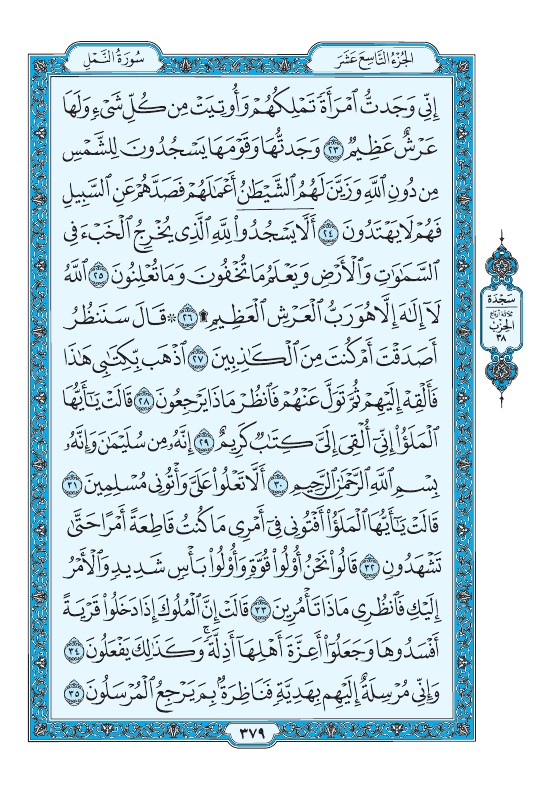 الجُزْءُ التَّاسِعَ عَشَرَ
سُورَةُ النَّمْلِ
إِنِّي وَجَدتُّ ٱمْرَأَةً تَمْلِكُهُمْ وَأُوتِيَتْ مِن كُلِّ شَىْءٍ وَلَهَا
عَرْشٌ عَظِيمٌ ٢٣ وَجَدتُّهَا وَقَوْمَهَا يَسْجُدُونَ لِلشَّمْسِ
مِن دُونِ ٱللَّهِ وَزَيَّنَ لَهُمُ ٱلشَّيْطَٰنُ أَعْمَٰلَهُمْ فَصَدَّهُمْ عَنِ ٱلسَّبِيلِ
فَهُمْ لَا يَهْتَدُونَ ٢٤ أَلَّا يَسْجُدُوا۟ لِلَّهِ ٱلَّذِى يُخْرِجُ ٱلْخَبْءَ فِى
ٱلسَّمَٰوَٰتِ وَٱلْأَرْضِ وَيَعْلَمُ مَا تُخْفُونَ وَمَا تُعْلِنُونَ ٢٥ ٱللَّهُ
لَآ إِلَٰهَ إِلَّا هُوَ رَبُّ ٱلْعَرْشِ ٱلْعَظِيمِ ۩ ٢٦ ۞ قَالَ سَنَنظُرُ
أَصَدَقْتَ أَمْ كُنتَ مِنَ ٱلْكَٰذِبِينَ ٢٧ ٱذْهَب بِّكِتَٰبِى هَٰذَا
فَأَلْقِهْ إِلَيْهِمْ ثُمَّ تَوَلَّ عَنْهُمْ فَٱنظُرْ مَاذَا يَرْجِعُونَ ٢٨ قَالَتْ يَٰٓأَيُّهَا
ٱلْمَلَؤُا۟ إِنِّىٓ أُلْقِىَ إِلَىَّ كِتَٰبٌ كَرِيمٌ ٢٩ إِنَّهُۥ مِن سُلَيْمَٰنَ وَإِنَّهُۥ
بِسْمِ ٱللَّهِ ٱلرَّحْمَٰنِ ٱلرَّحِيمِ ٣٠ أَلَّا تَعْلُوا۟ عَلَىَّ وَأْتُونِى مُسْلِمِينَ ٣١
قَالَتْ يَٰٓأَيُّهَا ٱلْمَلَؤُا۟ أَفْتُونِى فِىٓ أَمْرِى مَا كُنتُ قَاطِعَةً أَمْرًا حَتَّىٰ
تَشْهَدُونِ ٣٢ قَالُوا۟ نَحْنُ أُو۟لُوا۟ قُوَّةٍ وَأُو۟لُوا۟ بَأْسٍ شَدِيدٍ وَٱلْأَمْرُ
إِلَيْكِ فَٱنظُرِى مَاذَا تَأْمُرِينَ ٣٣ قَالَتْ إِنَّ ٱلْمُلُوكَ إِذَا دَخَلُوا۟ قَرْيَةً
أَفْسَدُوهَا وَجَعَلُوٓا۟ أَعِزَّةَ أَهْلِهَآ أَذِلَّةً ۖ وَكَذَٰلِكَ يَفْعَلُونَ ٣٤
وَإِنِّى مُرْسِلَةٌ إِلَيْهِم بِهَدِيَّةٍ فَنَاظِرَةٌۢ بِمَ يَرْجِعُ ٱلْمُرْسَلُونَ ٣٥
سَجْدَة
ثلاثة أرباع
الحِزْب
٣٨
٣٧٩